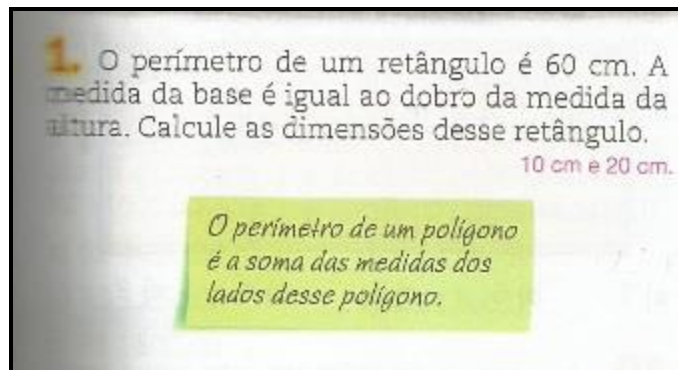 1. O perímetro de um retângulo é 60 cm. A
medida da base é igual ao dobro da medida da
altura. Calcule as dimensões desse retângulo.
10 cm e 20 cm.
O perímetro de um polígono
é a soma das medidas dos
lados desse polígono.